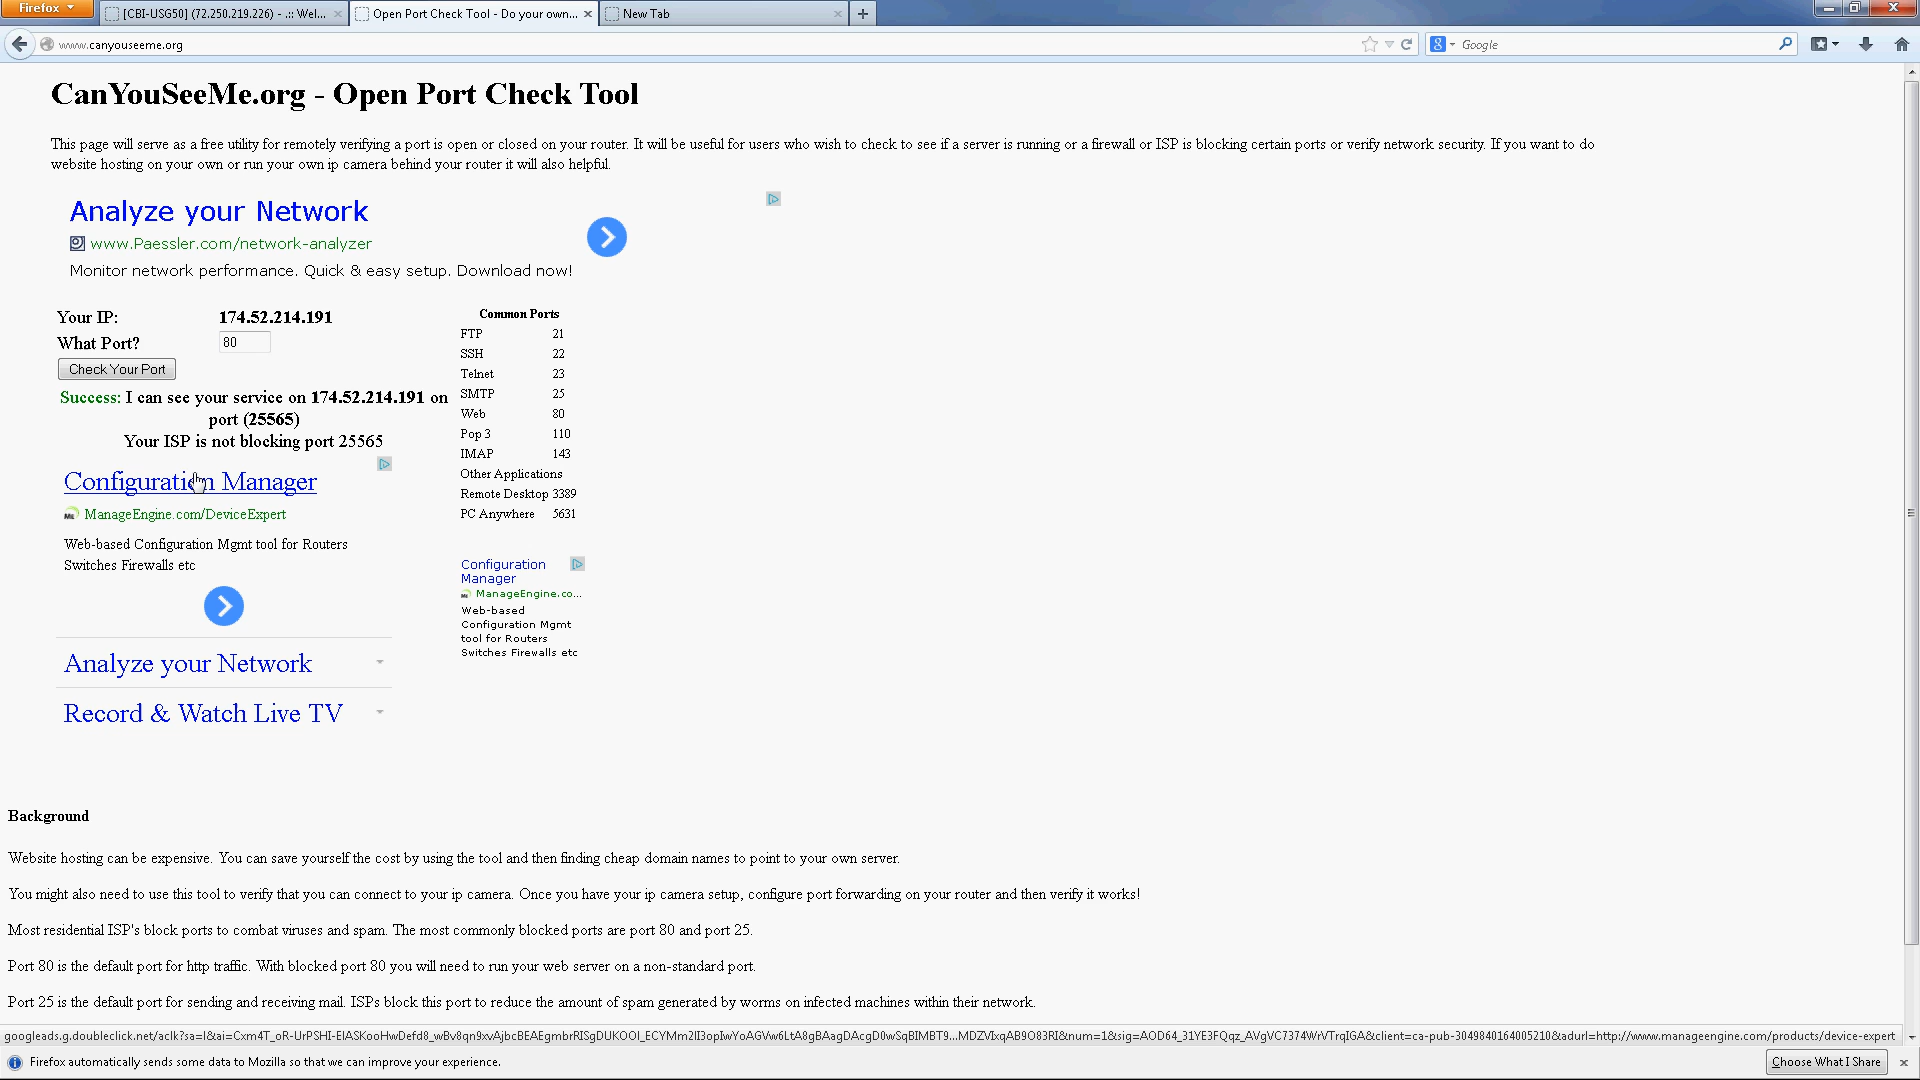 Firefox
[CBI-USG50] (72.250.219.226) - .:: Wel...
Open Port Check Tool - Do your own...
New Tab
www.canyouseeme.org
Google
CanYouSeeMe.org - Open Port Check Tool
This page will serve as a free utility for remotely verifying a port is open or closed on your router. It will be useful for users who wish to check to see if a server is running or a firewall or ISP is blocking certain ports or verify network security. If you want to do
website hosting on your own or run your own ip camera behind your router it will also helpful.
Analyze your Network
www.Paessler.com/network-analyzer
Monitor network performance. Quick & easy setup. Download now!
Your IP: 174.52.214.191
What Port? 80
Check Your Port
Success: I can see your service on 174.52.214.191 on
port (25565)
Your ISP is not blocking port 25565
Common Ports
FTP 21
SSH 22
Telnet 23
SMTP 25
Web 80
Pop 3 110
IMAP 143
Other Applications
Remote Desktop 3389
PC Anywhere 5631
Configuration Manager
ManageEngine.com/DeviceExpert
Web-based Configuration Mgmt tool for Routers
Switches Firewalls etc
Configuration
Manager
ManageEngine.co...
Web-based
Configuration Mgmt
tool for Routers
Switches Firewalls etc
Analyze your Network
Record & Watch Live TV
Background
Website hosting can be expensive. You can save yourself the cost by using the tool and then finding cheap domain names to point to your own server.
You might also need to use this tool to verify that you can connect to your ip camera. Once you have your ip camera setup, configure port forwarding on your router and then verify it works!
Most residential ISP's block ports to combat viruses and spam. The most commonly blocked ports are port 80 and port 25.
Port 80 is the default port for http traffic. With blocked port 80 you will need to run your web server on a non-standard port.
Port 25 is the default port for sending and receiving mail. ISPs block this port to reduce the amount of spam generated by worms on infected machines within their network.
Firefox automatically sends some data to Mozilla so that we can improve your experience.
Choose What I Share